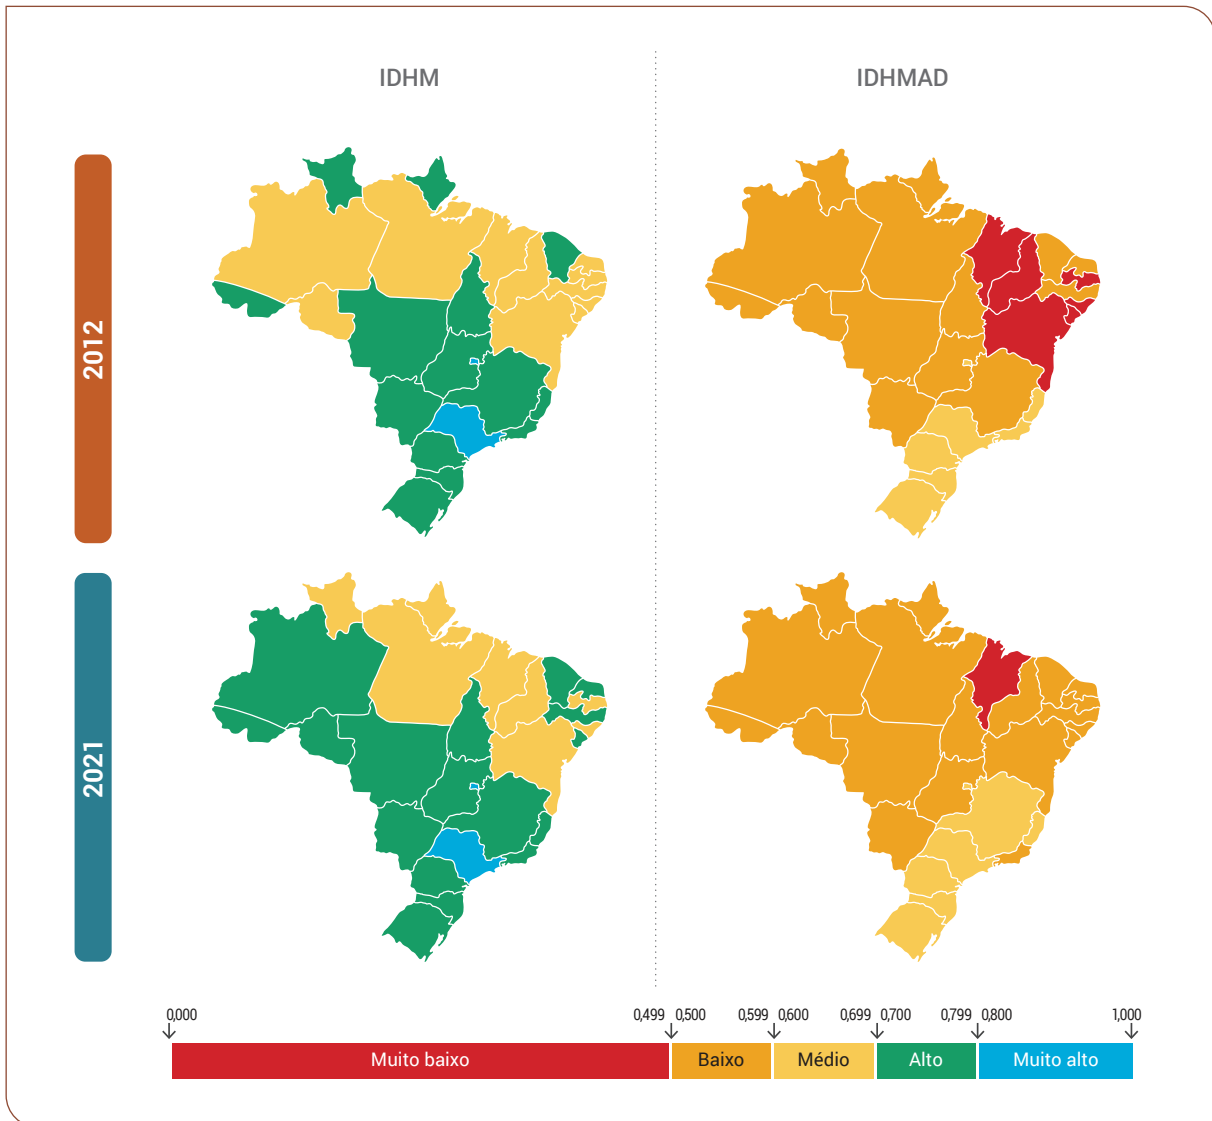 IDHM
IDHMAD
2012
2021
0,000
0,499
0,500
0,599
0,600
0,699
0,700
0,799
0,800
1,000
Muito baixo
Baixo
Médio
Alto
Muito alto